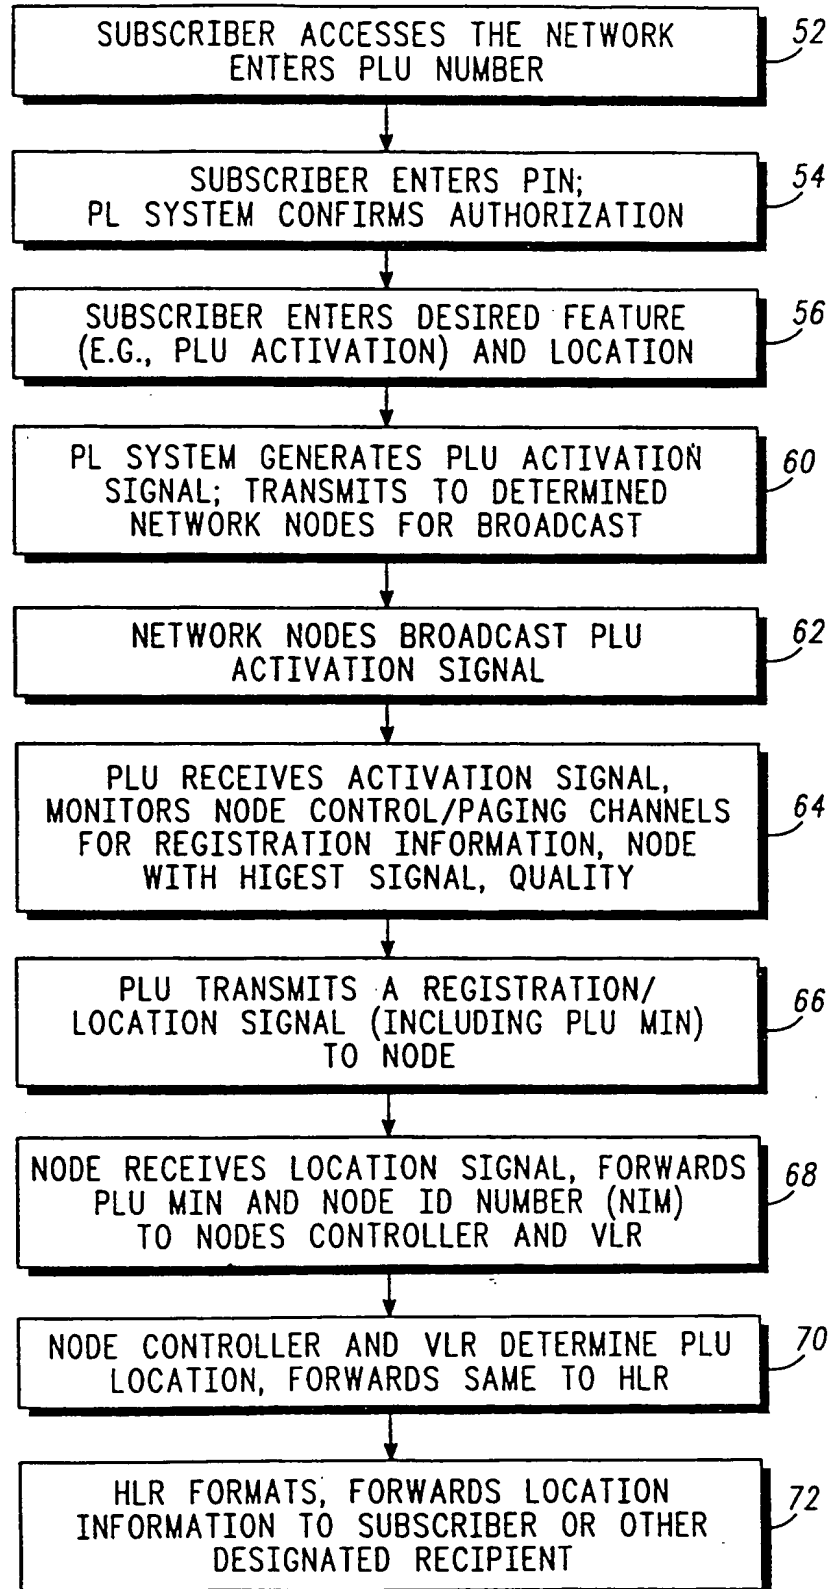 SUBSCRIBER ACCESSES THE NETWORK
ENTERS PLU NUMBER
52
SUBSCRIBER ENTERS PIN;
PL SYSTEM CONFIRMS AUTHORIZATION
54
SUBSCRIBER ENTERS DESIRED FEATURE
(E.G., PLU ACTIVATION) AND LOCATION
56
PL SYSTEM GENERATES PLU ACTIVATION
SIGNAL; TRANSMITS TO DETERMINED
NETWORK NODES FOR BROADCAST
60
NETWORK NODES BROADCAST PLU
ACTIVATION SIGNAL
62
PLU RECEIVES ACTIVATION SIGNAL,
MONITORS NODE CONTROL/PAGING CHANNELS
FOR REGISTRATION INFORMATION, NODE
WITH HIGEST SIGNAL, QUALITY
64
PLU TRANSMITS A REGISTRATION/
LOCATION SIGNAL (INCLUDING PLU MIN)
TO NODE
66
NODE RECEIVES LOCATION SIGNAL, FORWARDS
PLU MIN AND NODE ID NUMBER (NIM)
TO NODES CONTROLLER AND VLR
68
NODE CONTROLLER AND VLR DETERMINE PLU
LOCATION, FORWARDS SAME TO HLR
70
HLR FORMATS, FORWARDS LOCATION
INFORMATION TO SUBSCRIBER OR OTHER
DESIGNATED RECIPIENT
72